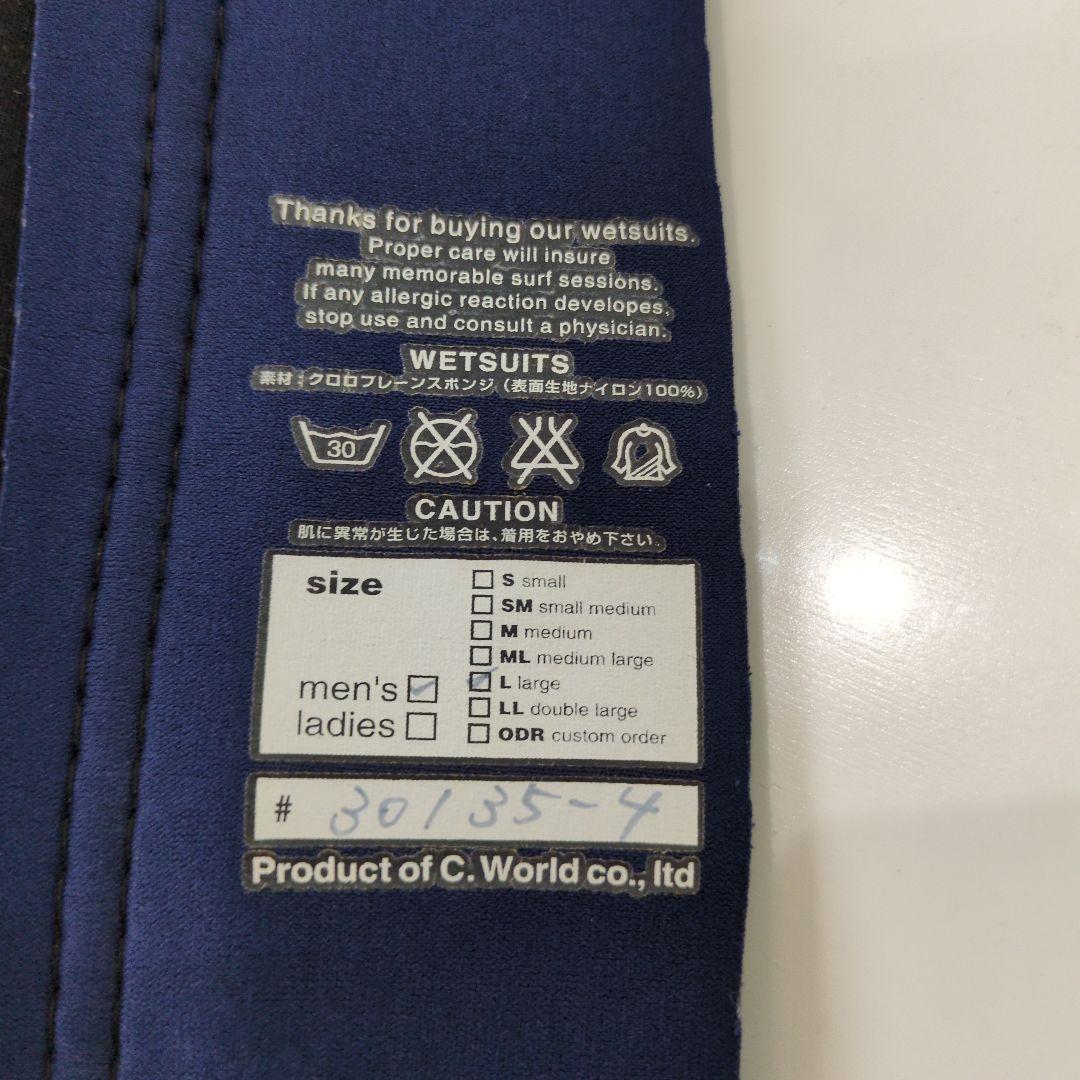 Thanks for buying our wetsuits.
Proper care will insure
many memorable surf sessions.
If any allergic reaction developes,
stop use and consult a physician.
WETSUITS
素材：クロロプレーンスポンジ（表面生地ナイロン100%）
30
CAUTION
肌に異常が生じた場合は、着用をおやめ下さい。
size
men's
ladies
S small
SM small medium
M medium
ML medium large
L large
LL double large
ODR custom order
# 30135-4
Product of C. World co., ltd